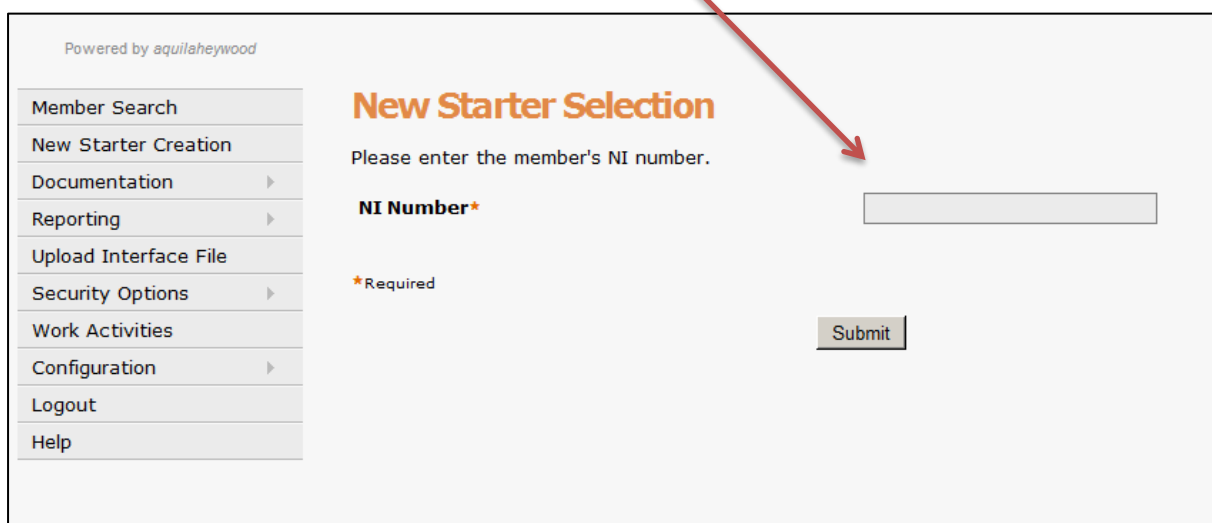 Powered by aquilaheywood
Member Search
New Starter Creation
Documentation
Reporting
Upload Interface File
Security Options
Work Activities
Configuration
Logout
Help
New Starter Selection
Please enter the member's NI number.
NI Number*
*Required
Submit